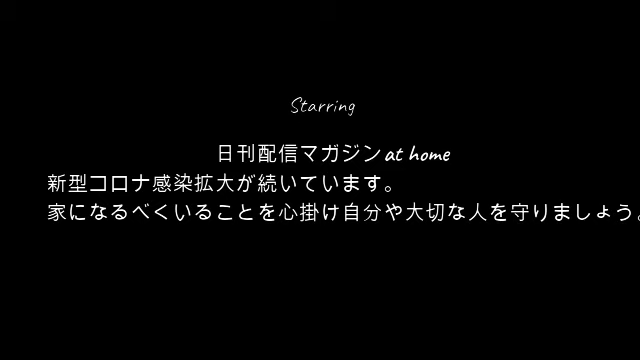 Starring
日刊配信マガジンat home
新型コロナ感染拡大が続いています。
家になるべくいることを心掛け自分や大切な人を守りましょう。